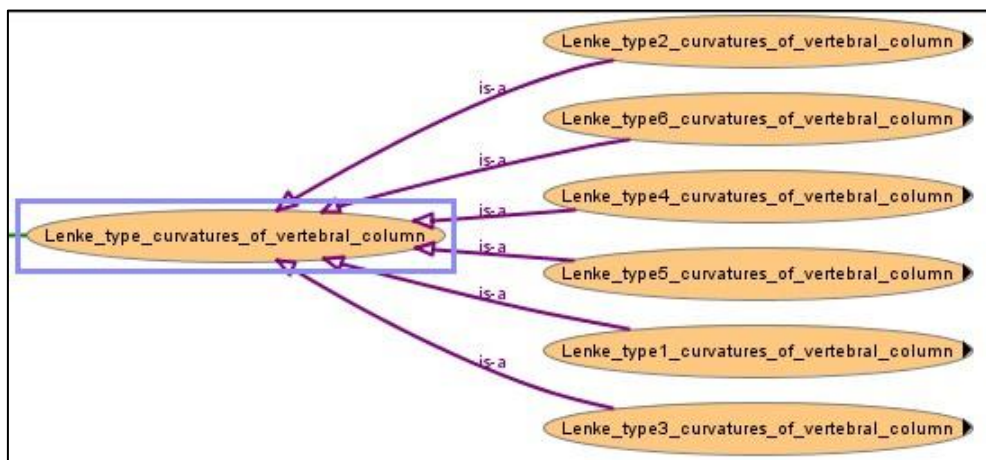 Lenke_type2_curvatures_of_vertebral_column
is-a
Lenke_type6_curvatures_of_vertebral_column
is-a
Lenke_type4_curvatures_of_vertebral_column
is-a
Lenke_type_curvatures_of_vertebral_column
is-a
Lenke_type5_curvatures_of_vertebral_column
is-a
Lenke_type1_curvatures_of_vertebral_column
is-a
Lenke_type3_curvatures_of_vertebral_column